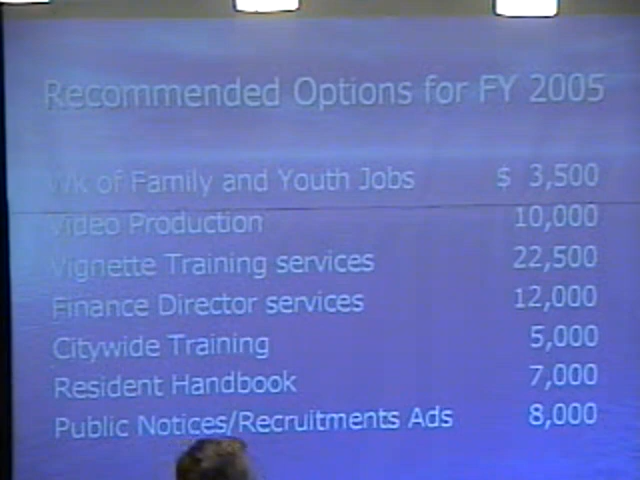 Recommended Options for FY 2005
Wk of Family and Youth Jobs $ 3,500
Video Production 10,000
Vignette Training services 22,500
Finance Director services 12,000
Citywide Training 5,000
Resident Handbook 7,000
Public Notices/Recruitments Ads 8,000